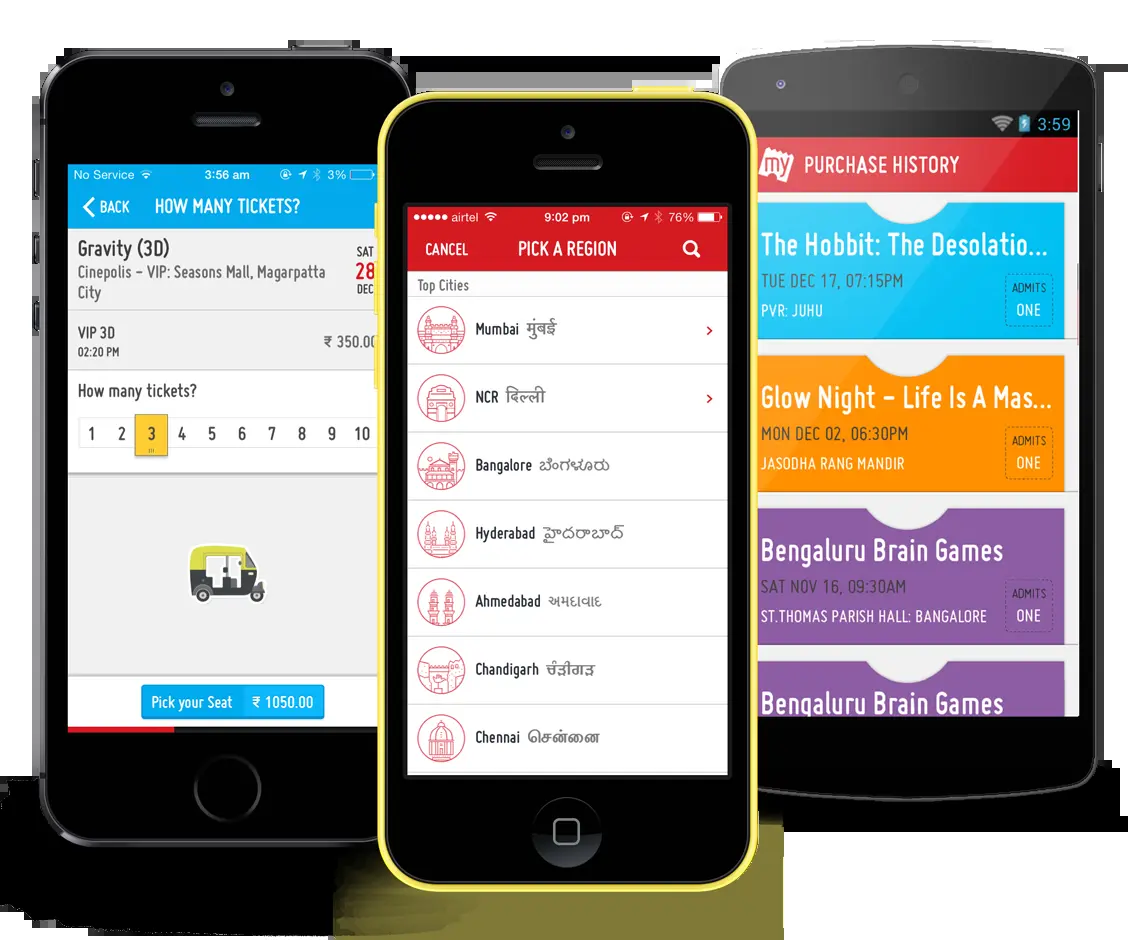 No Service
3:56 am
3%
BACK
HOW MANY TICKETS?
Gravity (3D)
Cinepolis - VIP: Seasons Mall, Magarpatta
City
SAT
28
DEC
VIP 3D
02:20 PM
₹ 350.00
How many tickets?
1 2 3 4 5 6 7 8 9 10
Pick your Seat ₹ 1050.00
airtel
9:02 pm
76%
CANCEL
PICK A REGION
Top Cities
Mumbai मुंबई
NCR दिल्ली
Bangalore ಬೆಂಗಳೂರು
Hyderabad హైదరాబాద్
Ahmedabad અમદાવાદ
Chandigarh ਚੰਡੀਗੜ
Chennai சென்னை
3:59
my
PURCHASE HISTORY
The Hobbit: The Desolatio...
TUE DEC 17, 07:15PM
PVR: JUHU
ADMITS
ONE
Glow Night - Life Is A Mas...
MON DEC 02, 06:30PM
JASODHA RANG MANDIR
ADMITS
ONE
Bengaluru Brain Games
SAT NOV 16, 09:30AM
ST.THOMAS PARISH HALL: BANGALORE
ADMITS
ONE
Bengaluru Brain Games